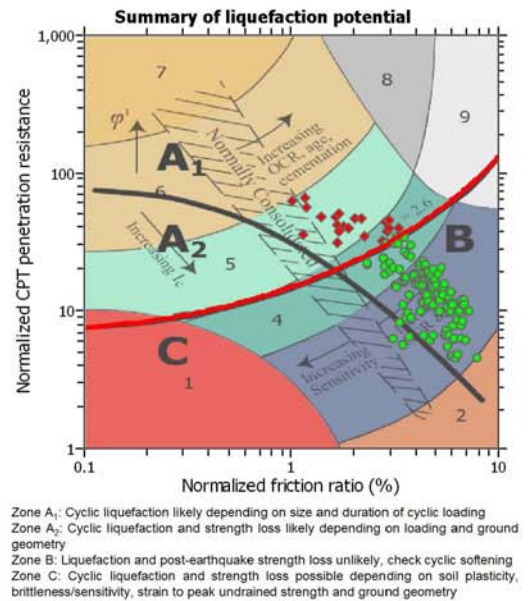 Summary of liquefaction potential
1,000
7
8
9
φ'
A1
Increasing
OCR, age,
cementation
Normally Consolidated
100
6
A2
= 2.6
B
Increasing Ic
5
Normalized CPT penetration resistance
10
4
C
Increasing
Sensitivity
1
2
1
0.1
1
10
Normalized friction ratio (%)
Zone A1: Cyclic liquefaction likely depending on size and duration of cyclic loading
Zone A2: Cyclic liquefaction and strength loss likely depending on loading and ground
geometry
Zone B: Liquefaction and post-earthquake strength loss unlikely, check cyclic softening
Zone C: Cyclic liquefaction and strength loss possible depending on soil plasticity,
brittleness/sensitivity, strain to peak undrained strength and ground geometry